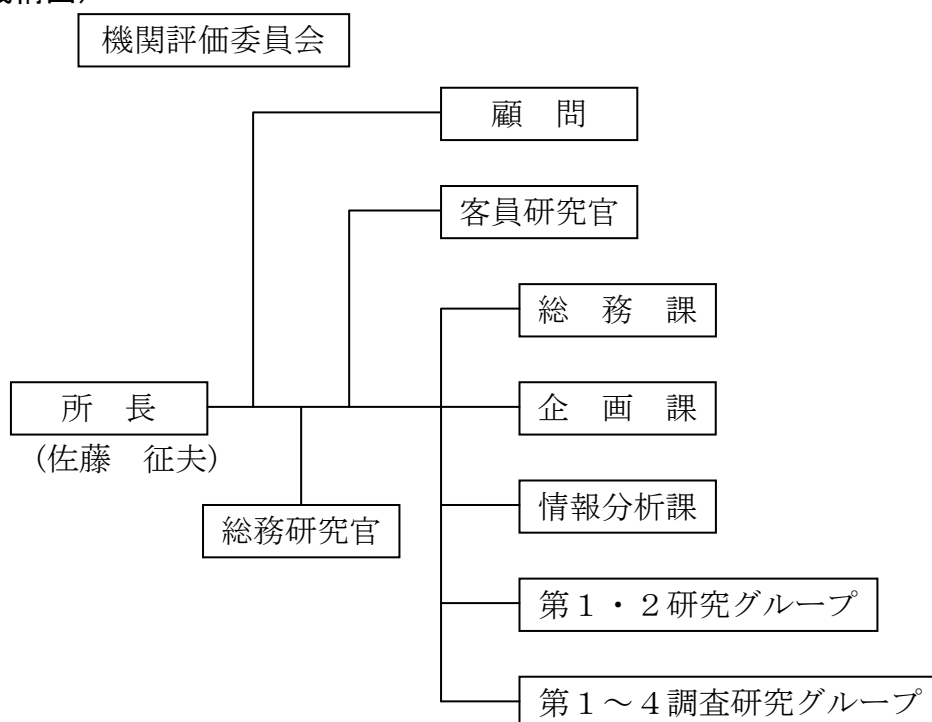 機関評価委員会
顧　問
客員研究官
総　務　課
所　長
企　画　課
(佐藤　征夫)
情報分析課
総務研究官
第１・２研究グループ
第１～４調査研究グループ